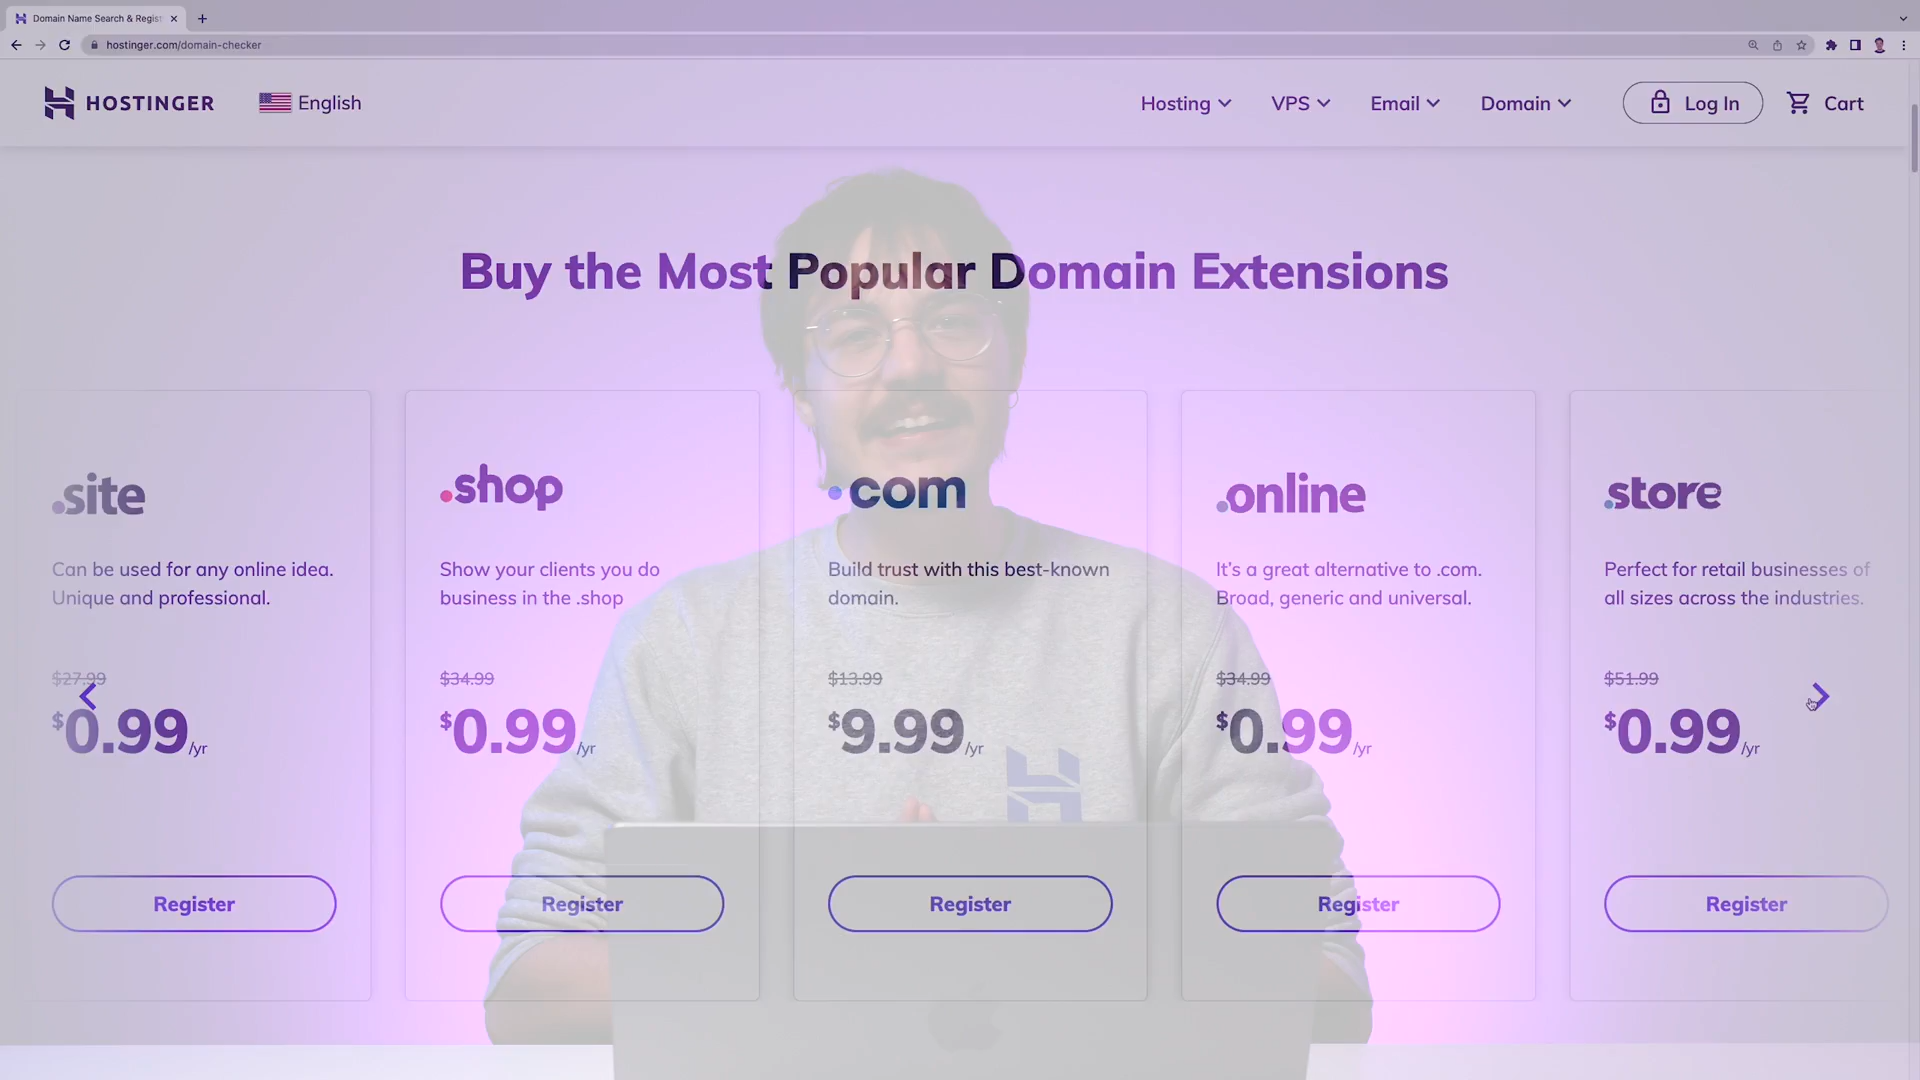 Domain Name Search & Regis
hostinger.com/domain-checker
HOSTINGER
English
Hosting
VPS
Email
Domain
Log In
Cart
Buy the Most Popular Domain Extensions
.site
Can be used for any online idea.
Unique and professional.
$27.99
$0.99/yr
Register
.shop
Show your clients you do
business in the .shop
$34.99
$0.99/yr
Register
.com
Build trust with this best-known
domain.
$13.99
$9.99/yr
Register
.online
It's a great alternative to .com.
Broad, generic and universal.
$34.99
$0.99/yr
Register
.store
Perfect for retail businesses of
all sizes across the industries.
$51.99
$0.99/yr
Register